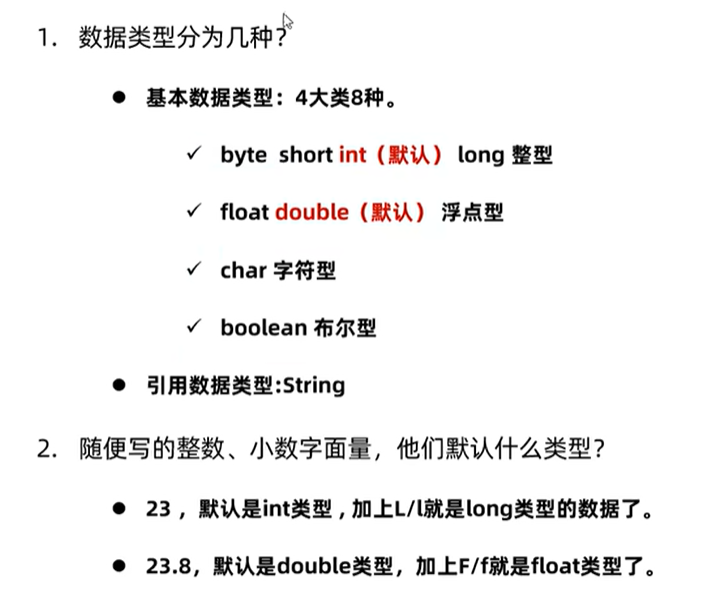 1. 数据类型分为几种?
● 基本数据类型：4大类8种。
✓ byte short int（默认） long 整型
✓ float double（默认） 浮点型
✓ char 字符型
✓ boolean 布尔型
● 引用数据类型:String
2. 随便写的整数、小数字面量，他们默认什么类型？
● 23 ，默认是int类型 , 加上L/l就是long类型的数据了。
● 23.8，默认是double类型，加上F/f就是float类型了。